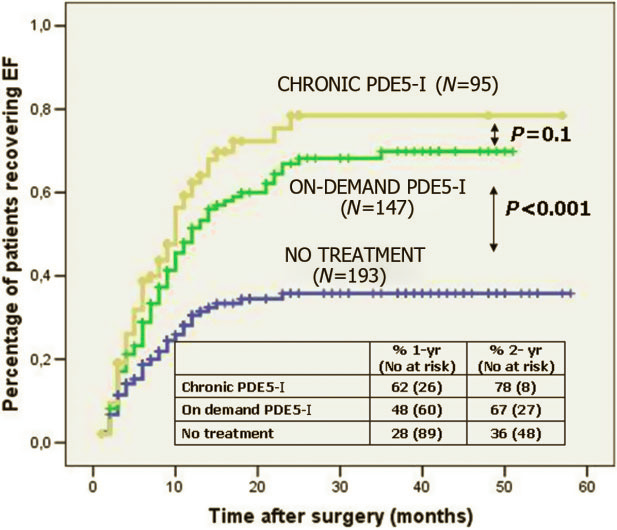 Percentage of patients recovering EF
1,0
0,8
0,6
0,4
0,2
0,0
CHRONIC PDE5-I (N=95)
P=0.1
ON-DEMAND PDE5-I
(N=147)
P<0.001
NO TREATMENT
(N=193)
% 1-yr % 2- yr
(No at risk) (No at risk)
Chronic PDE5-I 62 (26) 78 (8)
On demand PDE5-I 48 (60) 67 (27)
No treatment 28 (89) 36 (48)
0 10 20 30 40 50 60
Time after surgery (months)